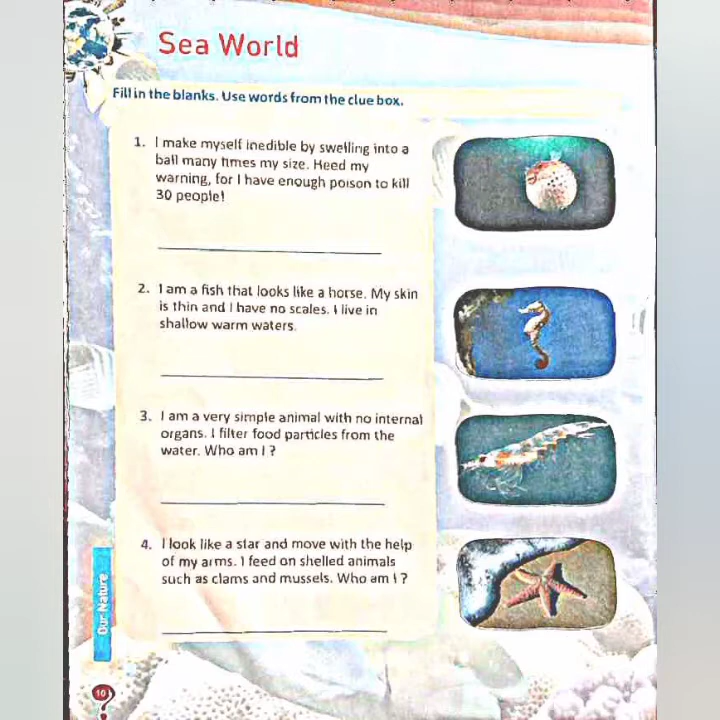 Sea World
Fill in the blanks. Use words from the clue box.
1. I make myself inedible by swelling into a
ball many times my size. Heed my
warning, for I have enough poison to kill
30 people!
2. I am a fish that looks like a horse. My skin
is thin and I have no scales. I live in
shallow warm waters.
3. I am a very simple animal with no internal
organs. I filter food particles from the
water. Who am I ?
4. I look like a star and move with the help
of my arms. I feed on shelled animals
such as clams and mussels. Who am I ?
Our Nature
10